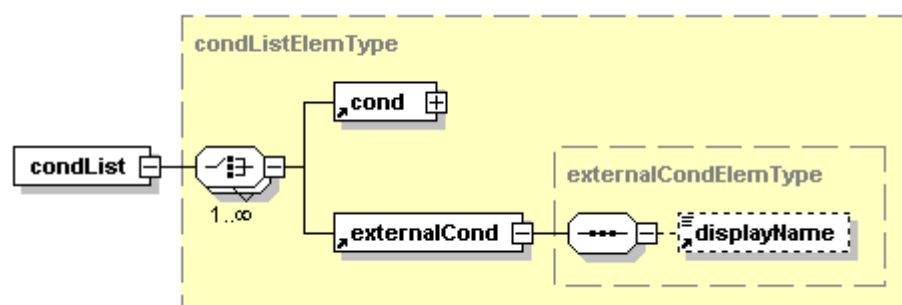 condListElemType
cond
condList
1..∞
externalCondElemType
externalCond
displayName